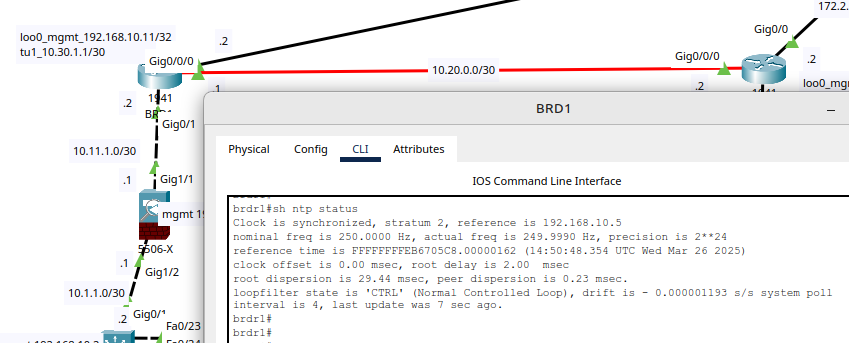 172.2.
loo0_mgmt_192.168.10.11/32
tu1_10.30.1.1/30
.2
Gig0/0
Gig0/0/0
Gig0/0/0
.2
10.20.0.0/30
1941
.2
.1
.2
loo0_mg
Gig0/1
10.11.1.0/30
.1
Gig1/1
mgmt 19
5506-X
.1
Gig1/2
10.1.1.0/30
.2
Gig0/1
Fa0/23
BRD1
Physical Config CLI Attributes
IOS Command Line Interface
brdr1#sh ntp status
Clock is synchronized, stratum 2, reference is 192.168.10.5
nominal freq is 250.0000 Hz, actual freq is 249.9990 Hz, precision is 2**24
reference time is FFFFFFFFEB6705C8.00000162 (14:50:48.354 UTC Wed Mar 26 2025)
clock offset is 0.00 msec, root delay is 2.00 msec
root dispersion is 29.44 msec, peer dispersion is 0.23 msec.
loopfilter state is 'CTRL' (Normal Controlled Loop), drift is - 0.000001193 s/s system poll
interval is 4, last update was 7 sec ago.
brdr1#
brdr1#